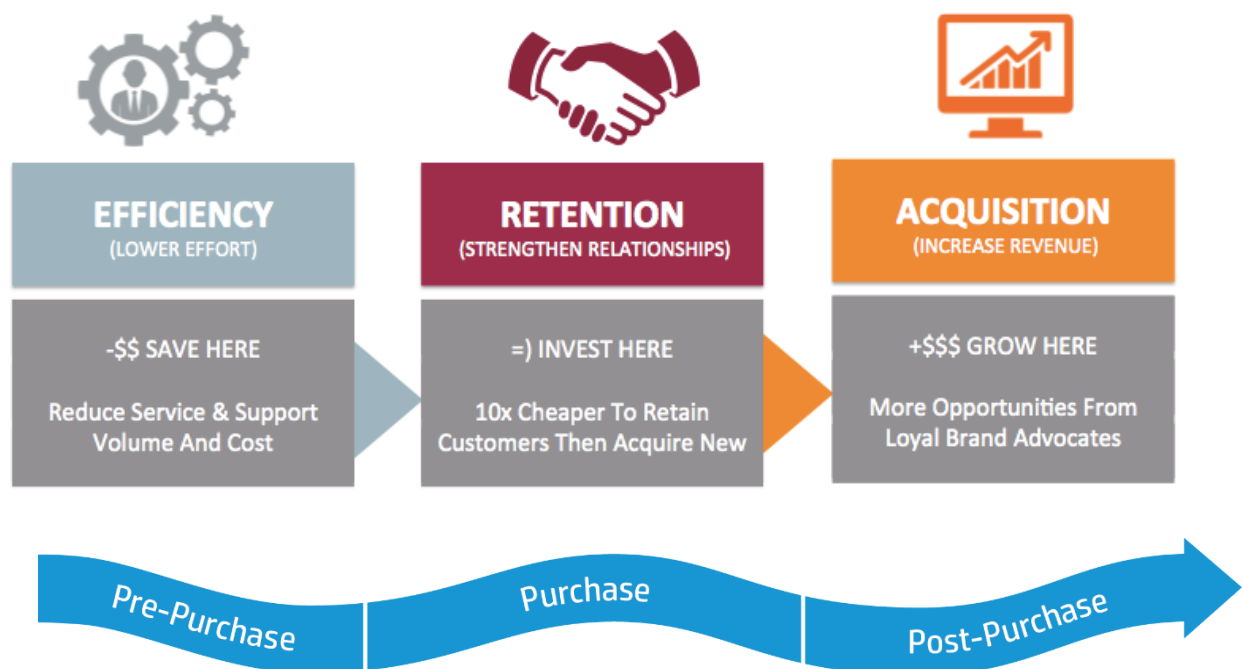 EFFICIENCY
(LOWER EFFORT)
-$$ SAVE HERE
Reduce Service & Support
Volume And Cost
RETENTION
(STRENGTHEN RELATIONSHIPS)
=) INVEST HERE
10x Cheaper To Retain
Customers Then Acquire New
ACQUISITION
(INCREASE REVENUE)
+$$$ GROW HERE
More Opportunities From
Loyal Brand Advocates
Pre-Purchase
Purchase
Post-Purchase